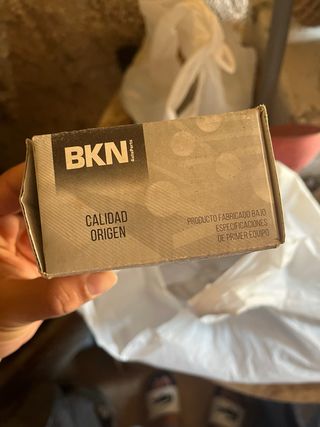 BKN AutoParts
CALIDAD
ORIGEN
PRODUCTO FABRICADO BAJO
ESPECIFICACIONES
DE PRIMER EQUIPO